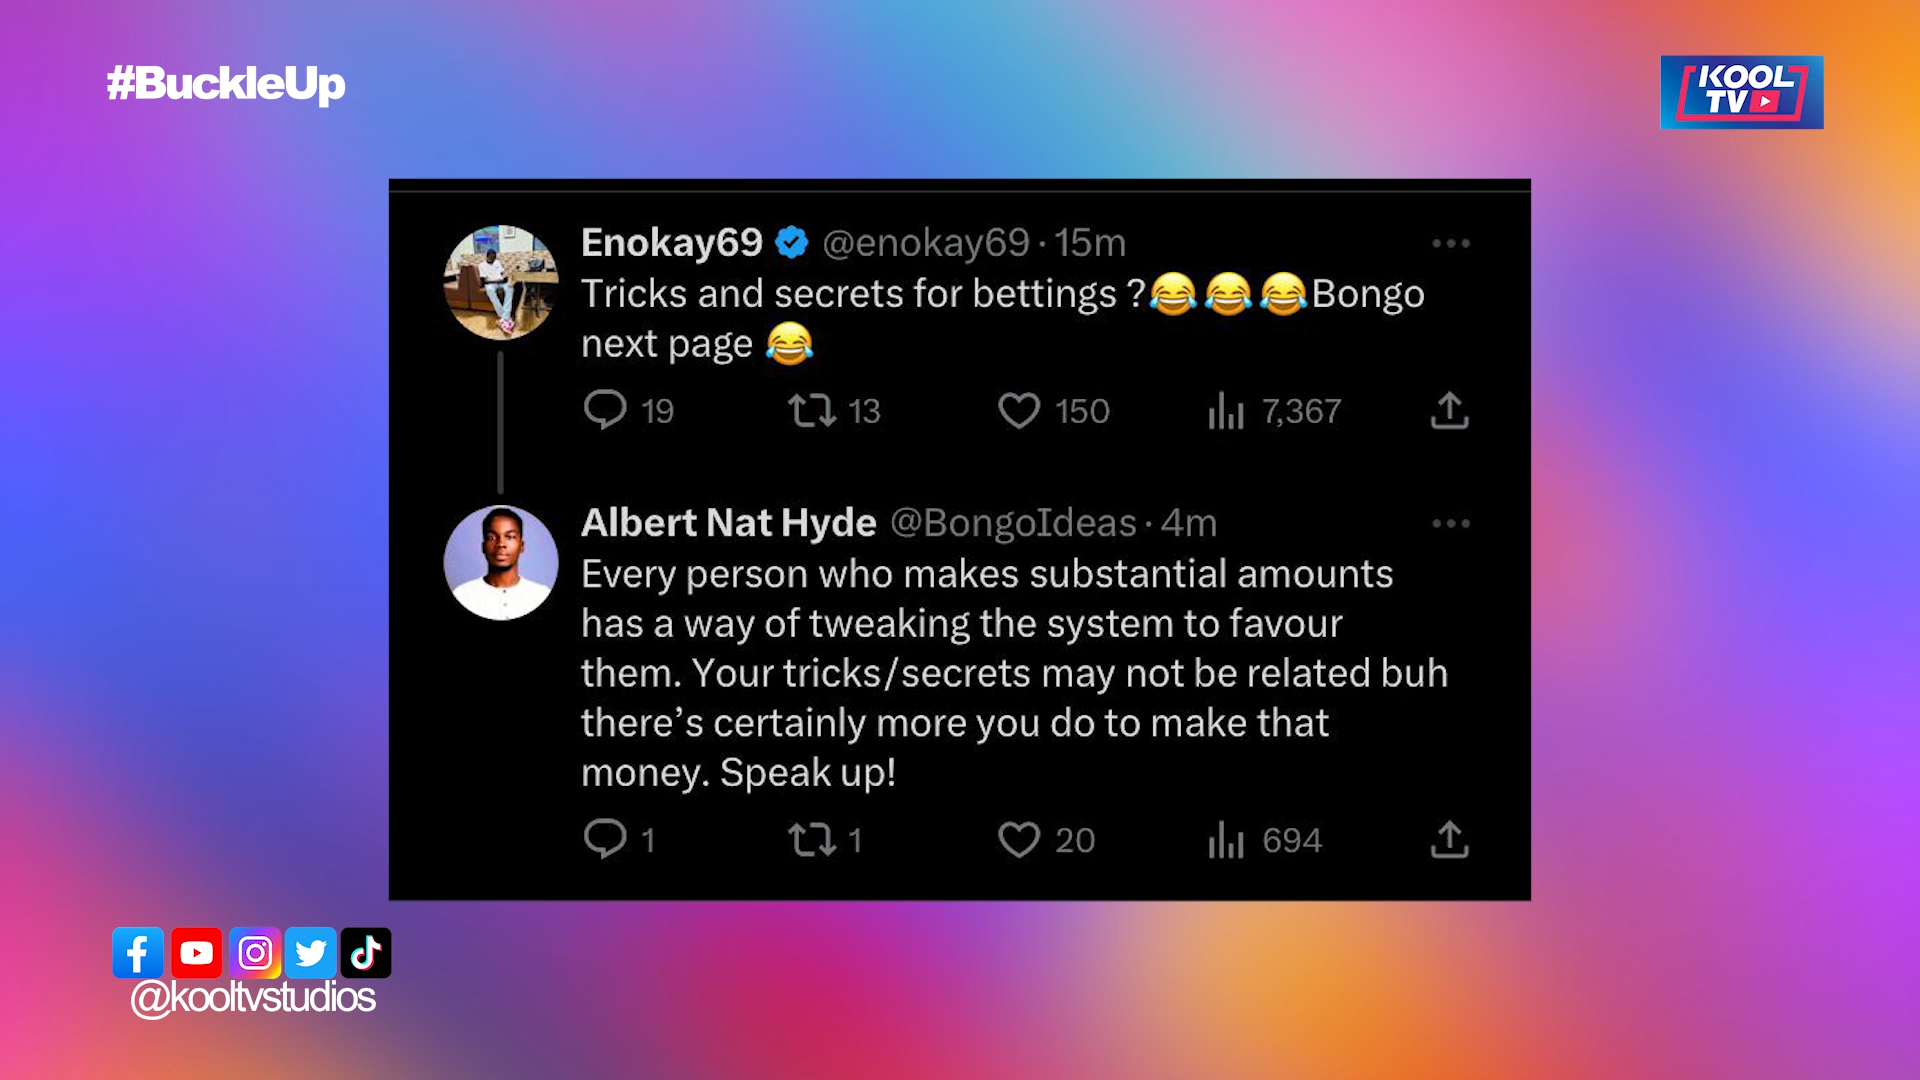 #BuckleUp
KOOL
TV
Enokay69 @enokay69 · 15m
Tricks and secrets for bettings ?😂😂😂Bongo
next page 😂
19 13 150 7,367
Albert Nat Hyde @BongoIdeas · 4m
Every person who makes substantial amounts
has a way of tweaking the system to favour
them. Your tricks/secrets may not be related buh
there’s certainly more you do to make that
money. Speak up!
1 1 20 694
@kooltvstudios